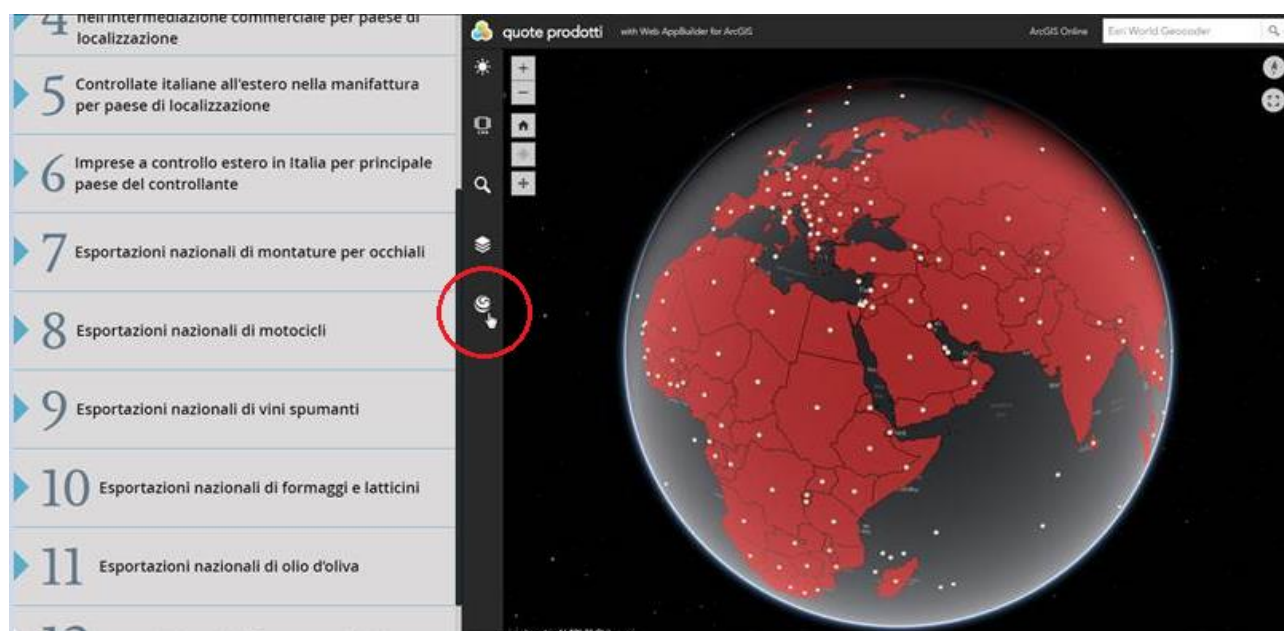 4 nell'intermediazione commerciale per paese di
localizzazione
5 Controllate italiane all'estero nella manifattura
per paese di localizzazione
6 Imprese a controllo estero in Italia per principale
paese del controllante
7 Esportazioni nazionali di montature per occhiali
8 Esportazioni nazionali di motocicli
9 Esportazioni nazionali di vini spumanti
10 Esportazioni nazionali di formaggi e latticini
11 Esportazioni nazionali di olio d'oliva
12
quote prodotti with Web AppBuilder for ArcGIS ArcGIS Online Esri World Geocoder